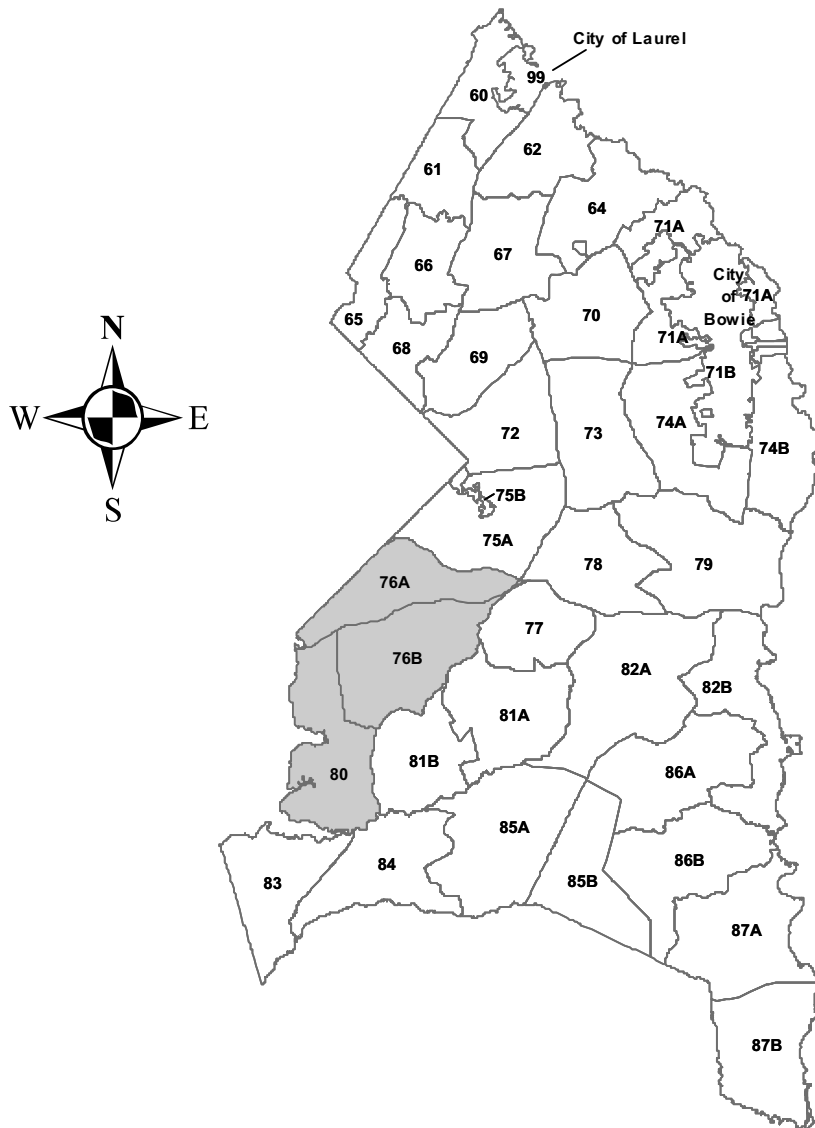 City of Laurel
99
60
62
61
64
71A
67
66
City
of 71A
Bowie
65
70
68
71A
69
71B
74A
72
73
74B
75B
75A
78
79
76A
77
76B
82A
82B
81A
81B
80
86A
85A
86B
84
85B
83
87A
87B
N
W
E
S